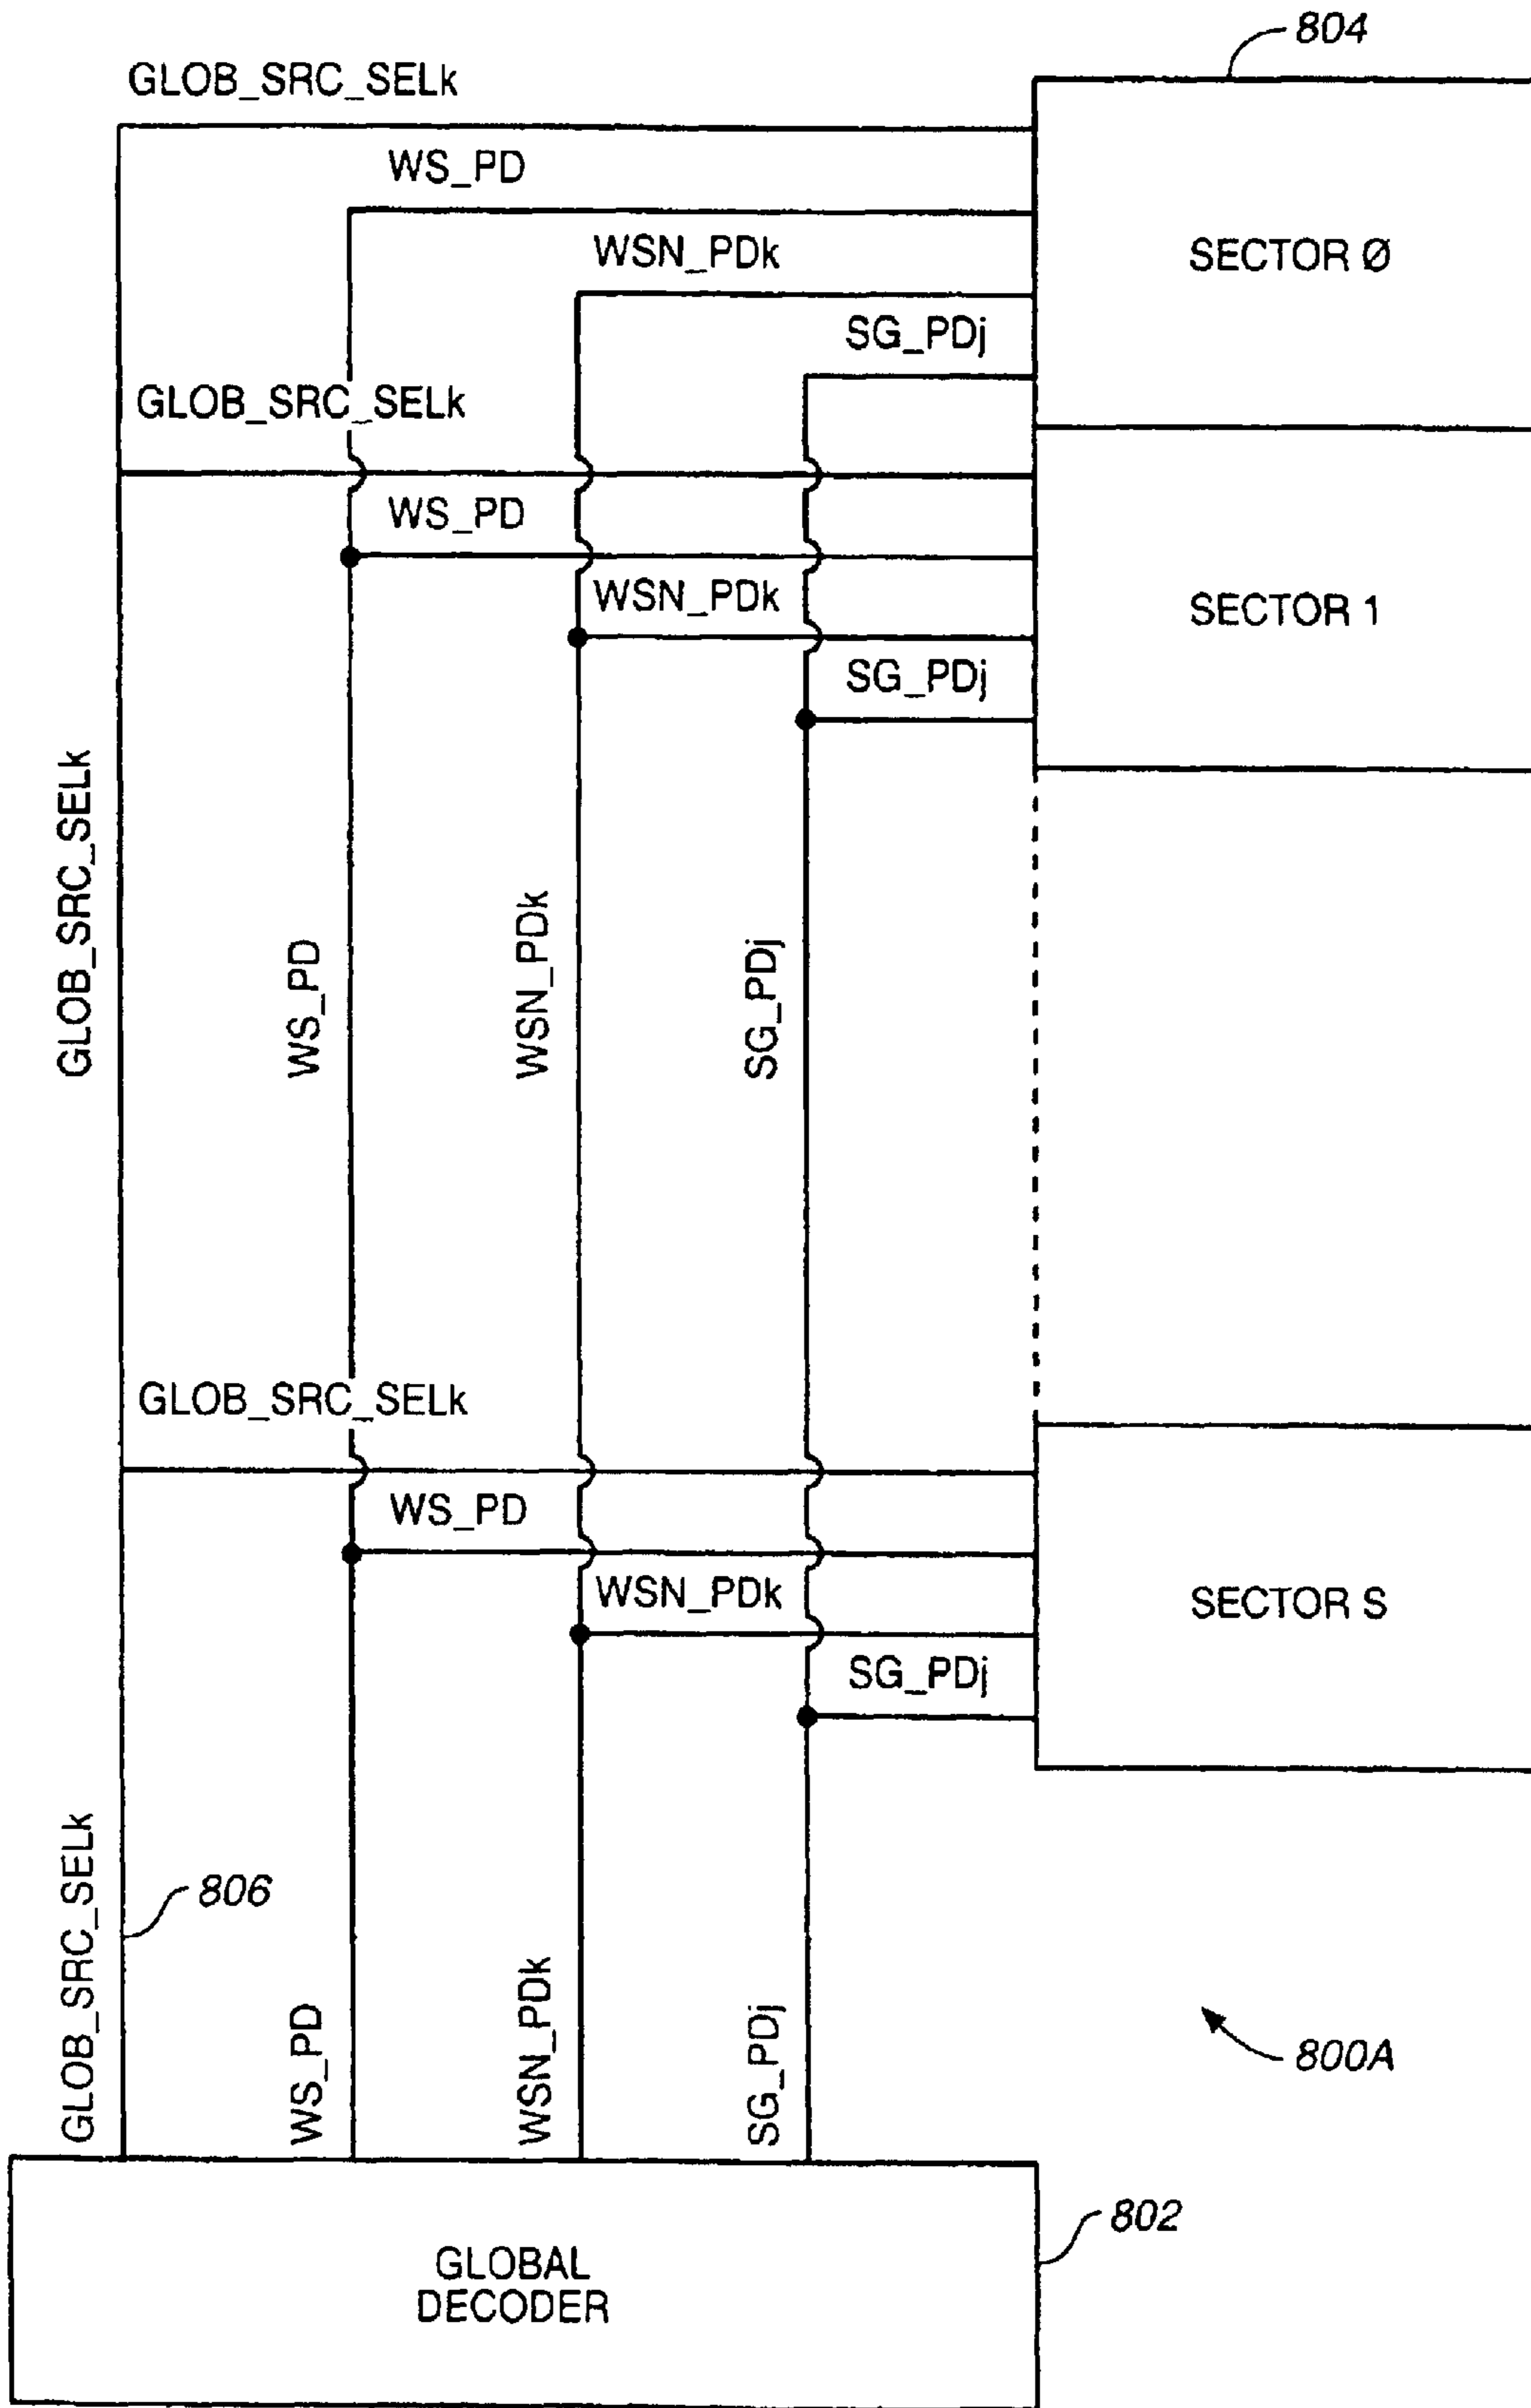 804
GLOB_SRC_SELk
WS_PD
WSN_PDk
SECTOR Ø
SG_PDj
GLOB_SRC_SELk
WS_PD
WSN_PDk
SECTOR 1
SG_PDj
GLOB_SRC_SELk
WS_PD
WSN_PDk
SG_PDj
GLOB_SRC_SELk
WS_PD
WSN_PDk
SECTOR S
SG_PDj
GLOB_SRC_SELk
806
WS_PD
WSN_PDk
SG_PDj
800A
802
GLOBAL
DECODER